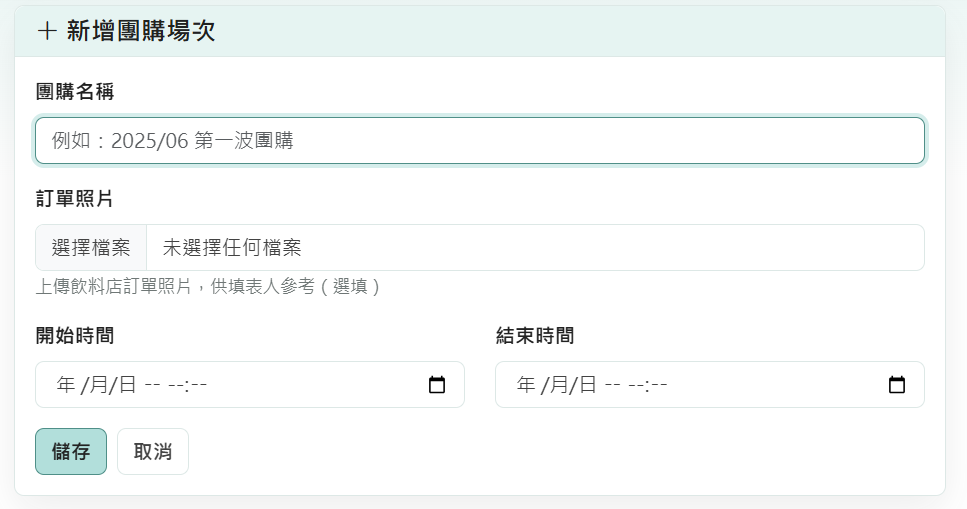 ＋ 新增團購場次
團購名稱
例如：2025/06 第一波團購
訂單照片
選擇檔案 未選擇任何檔案
上傳飲料店訂單照片，供填表人參考（選填）
開始時間 結束時間
年 /月/日 -- --:-- 年 /月/日 -- --:--
儲存 取消